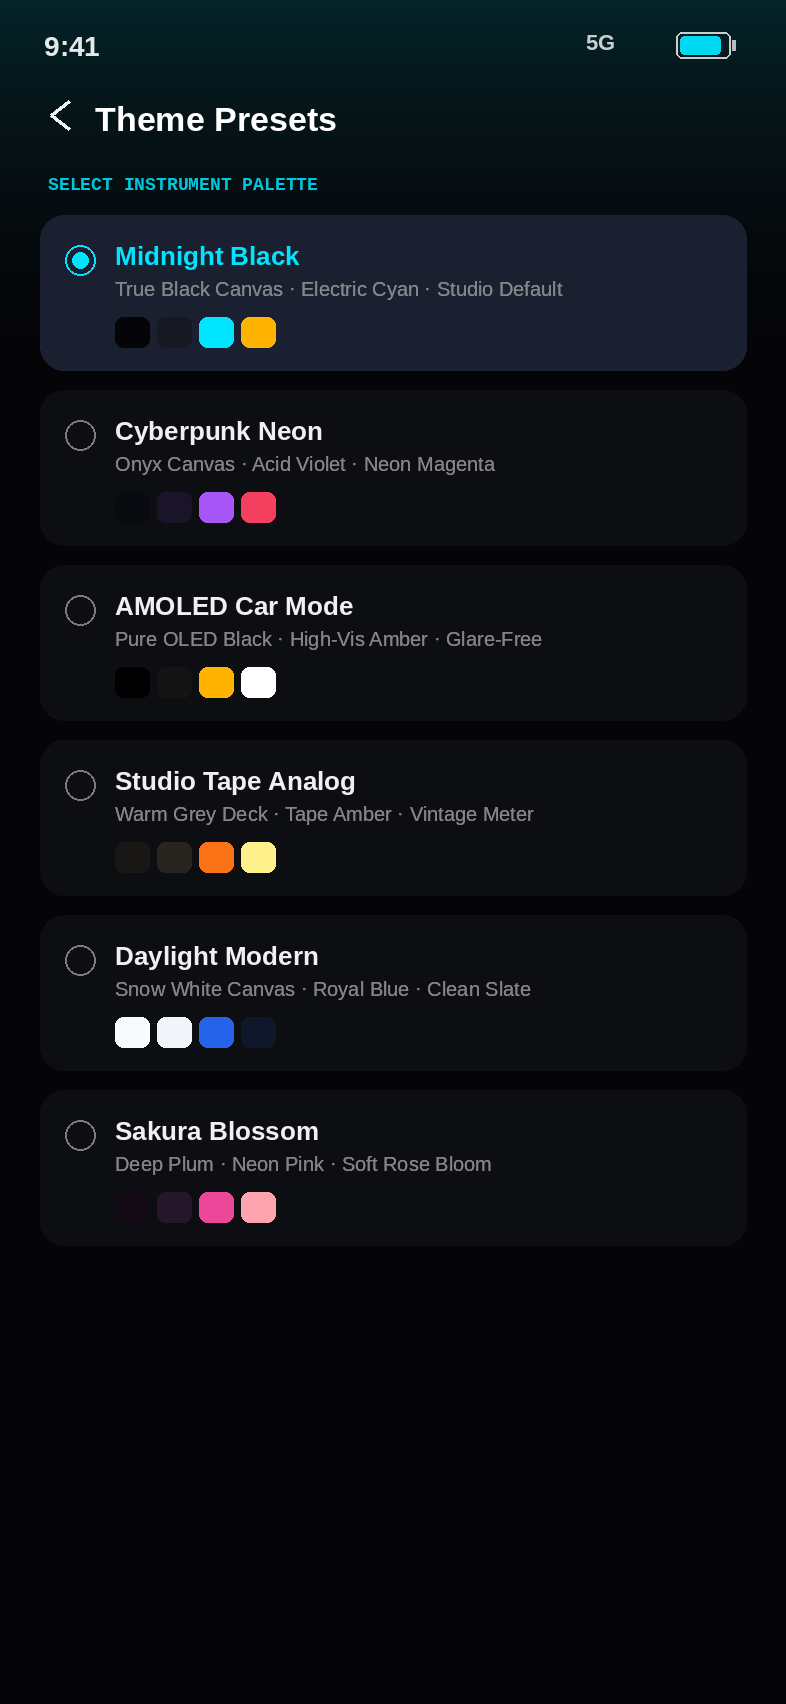 9:41
5G
Theme Presets
SELECT INSTRUMENT PALETTE
Midnight Black
True Black Canvas · Electric Cyan · Studio Default
Cyberpunk Neon
Onyx Canvas · Acid Violet · Neon Magenta
AMOLED Car Mode
Pure OLED Black · High-Vis Amber · Glare-Free
Studio Tape Analog
Warm Grey Deck · Tape Amber · Vintage Meter
Daylight Modern
Snow White Canvas · Royal Blue · Clean Slate
Sakura Blossom
Deep Plum · Neon Pink · Soft Rose Bloom